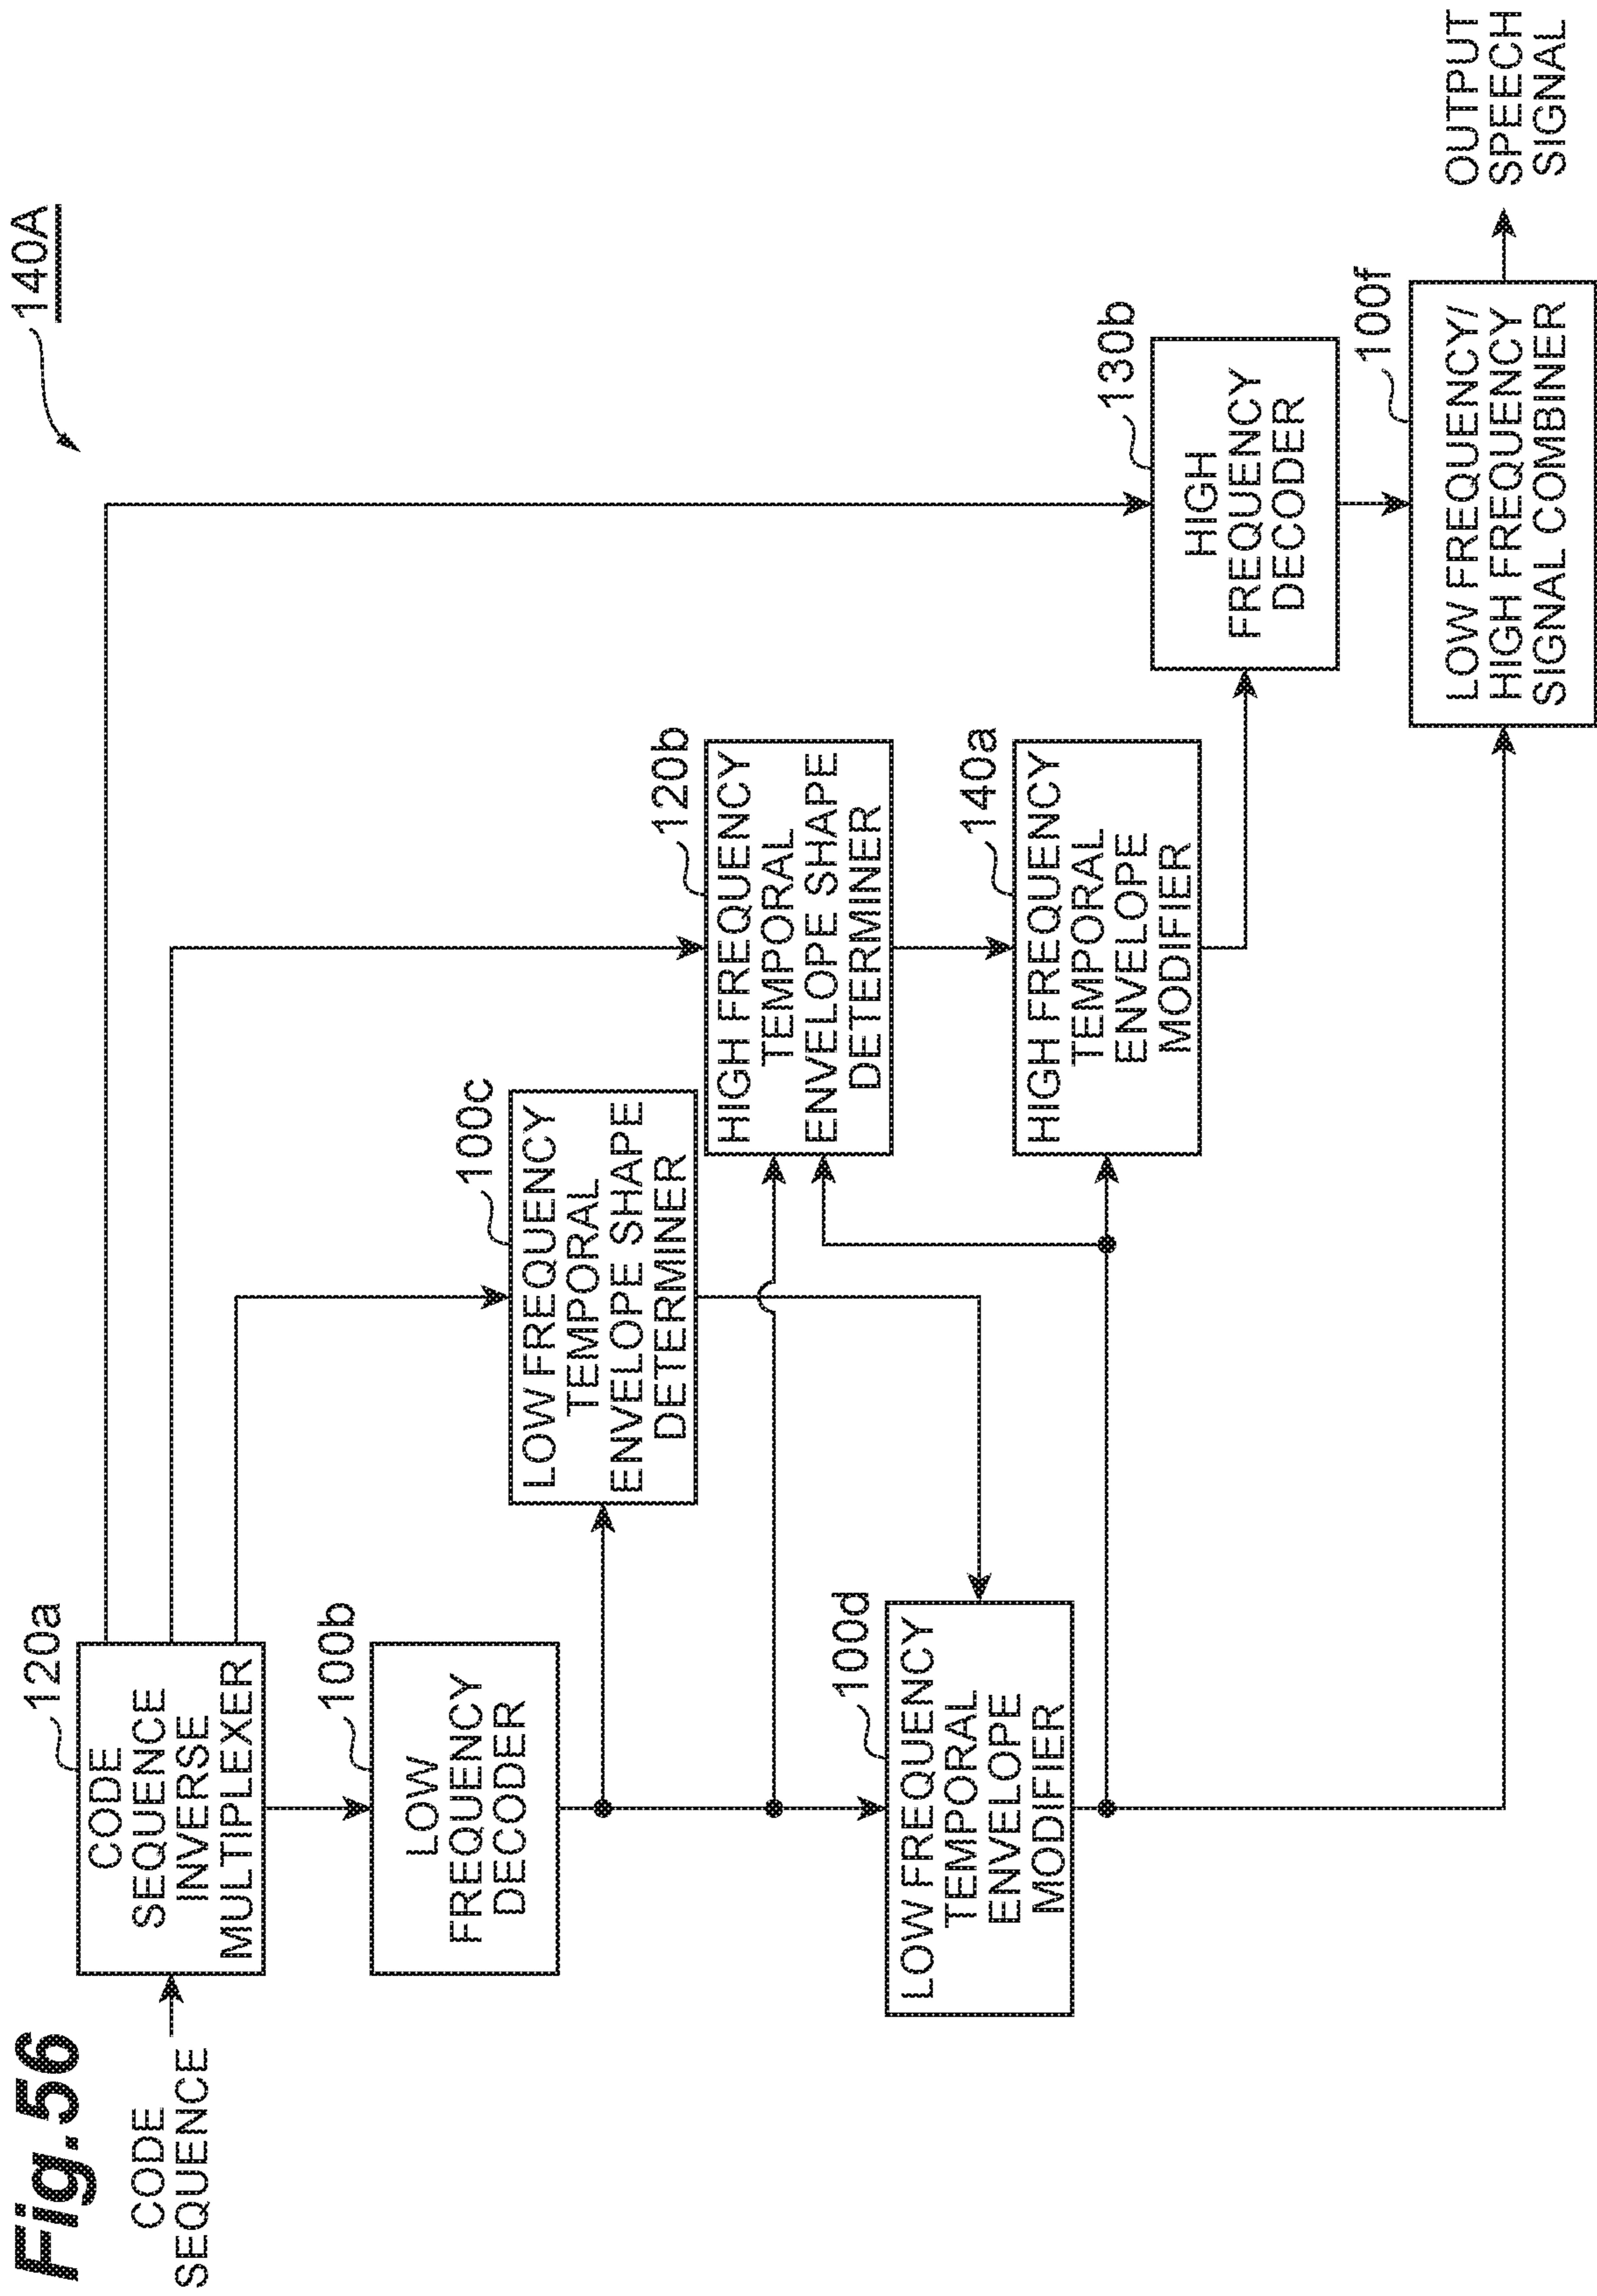 Fig.56
140A
CODE
SEQUENCE
120a
CODE
SEQUENCE
INVERSE
MULTIPLEXER
100b
LOW
FREQUENCY
DECODER
100c
LOW FREQUENCY
TEMPORAL
ENVELOPE SHAPE
DETERMINER
120b
HIGH FREQUENCY
TEMPORAL
ENVELOPE SHAPE
DETERMINER
100d
LOW FREQUENCY
TEMPORAL
ENVELOPE
MODIFIER
140a
HIGH FREQUENCY
TEMPORAL
ENVELOPE
MODIFIER
130b
HIGH
FREQUENCY
DECODER
100f
LOW FREQUENCY/
HIGH FREQUENCY
SIGNAL COMBINER
OUTPUT
SPEECH
SIGNAL